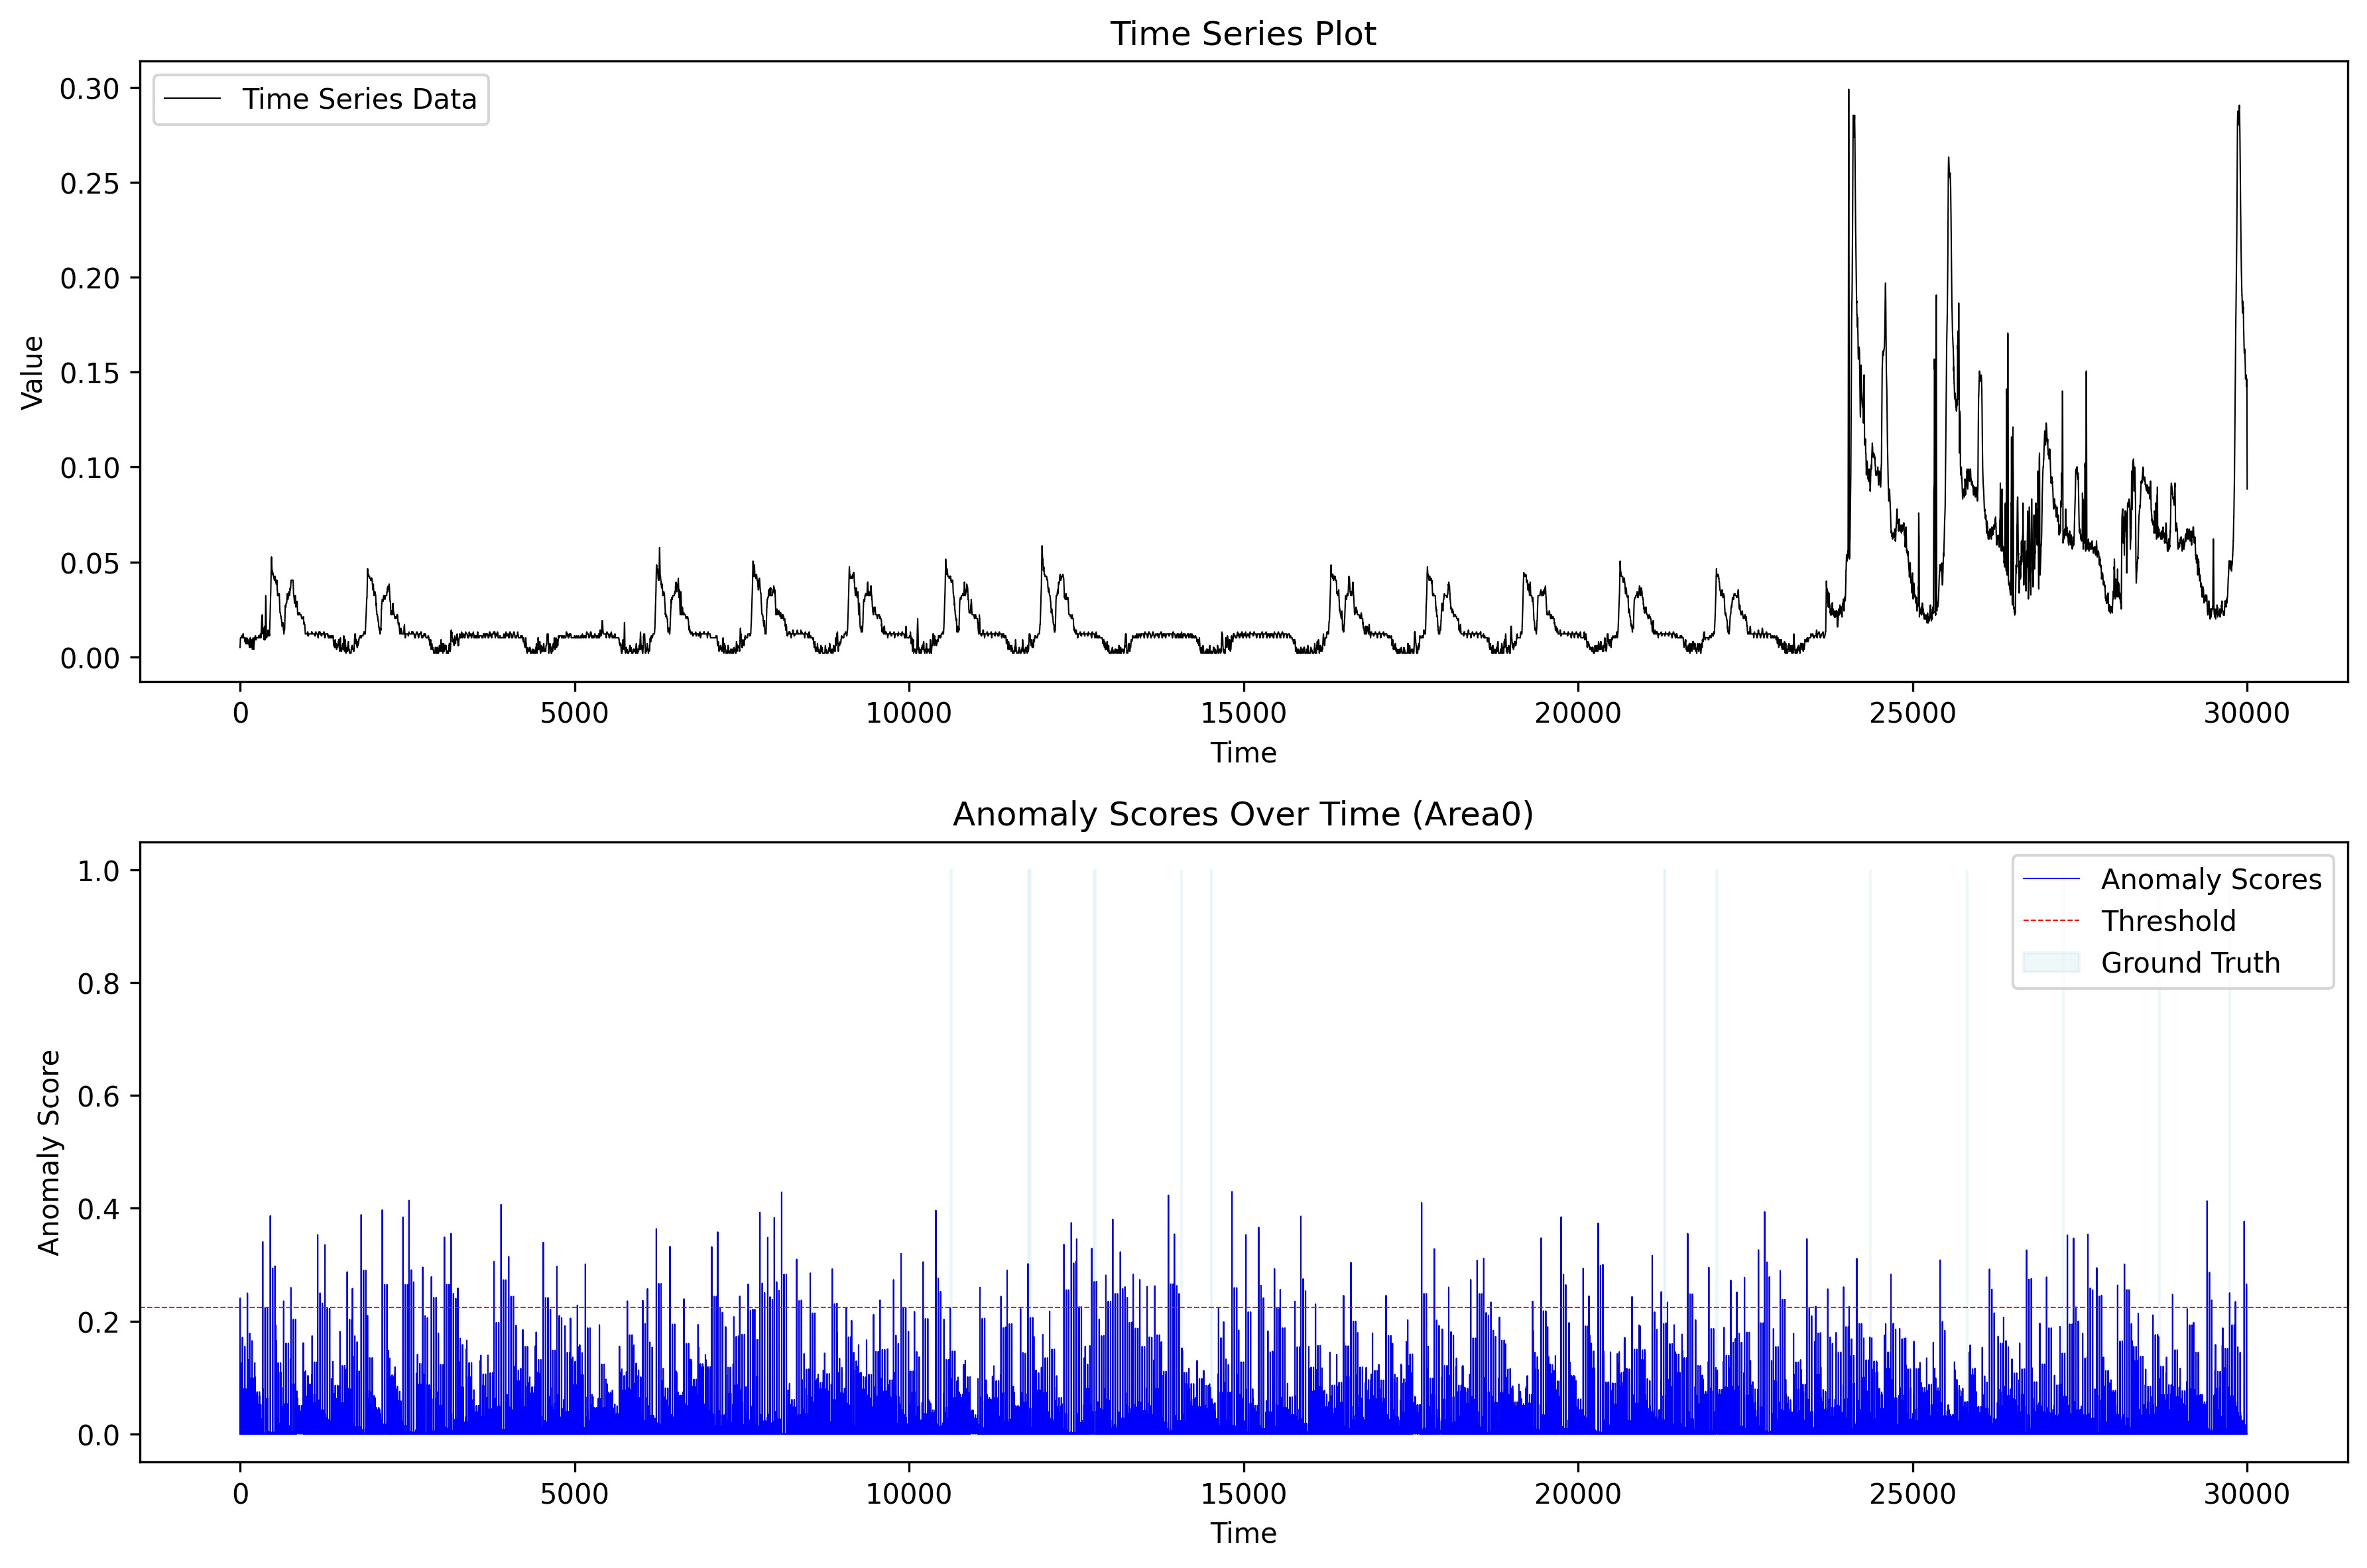 Time Series Plot
Time Series Data
Value
0.30
0.25
0.20
0.15
0.10
0.05
0.00
0 5000 10000 15000 20000 25000 30000
Time
Anomaly Scores Over Time (Area0)
Anomaly Scores
Threshold
Ground Truth
Anomaly Score
1.0
0.8
0.6
0.4
0.2
0.0
0 5000 10000 15000 20000 25000 30000
Time